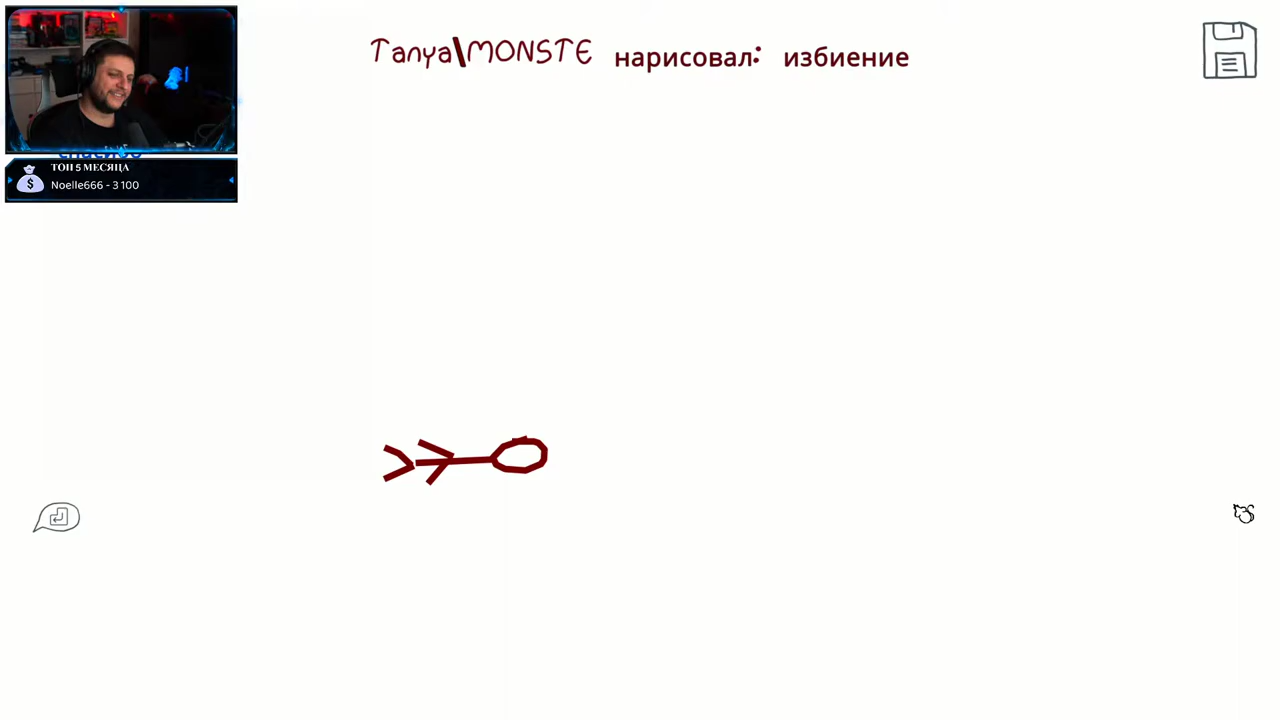 Tanya\MONSTE нарисовал: избиение
ТОП 5 МЕСЯЦА
Noelle666 - 3 100